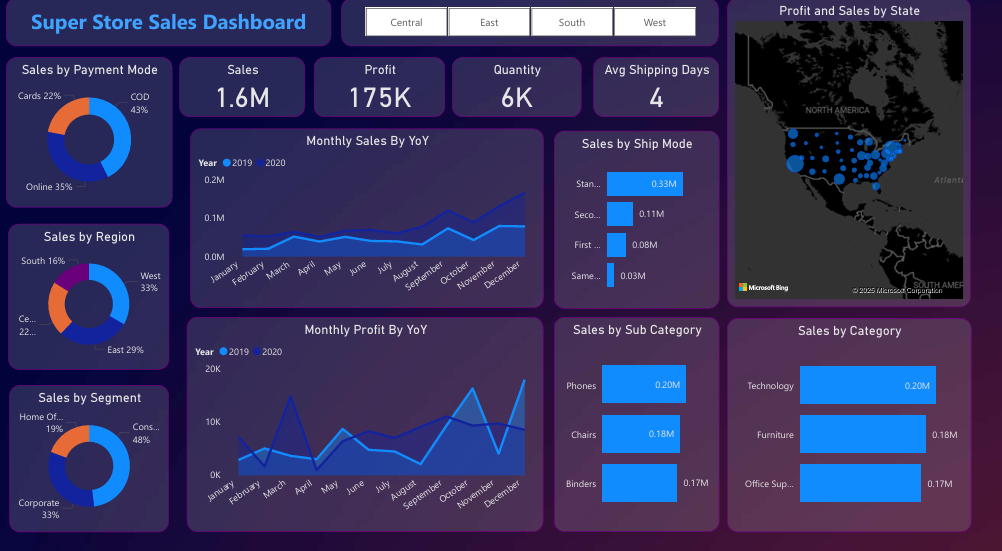 Super Store Sales Dashboard
Central
East
South
West
Profit and Sales by State
NORTH AMERICA
Atlantic
SOUTH AMER
Microsoft Bing
© 2025 Microsoft Corporation
Sales by Payment Mode
Cards 22%
COD
43%
Online 35%
Sales
1.6M
Profit
175K
Quantity
6K
Avg Shipping Days
4
Monthly Sales By YoY
Year 2019 2020
0.2M
0.1M
0.0M
January
February
March
April
May
June
July
August
September
October
November
December
Sales by Ship Mode
Stan... 0.33M
Seco... 0.11M
First ... 0.08M
Same... 0.03M
Sales by Region
South 16%
West
33%
Ce...
22...
East 29%
Monthly Profit By YoY
Year 2019 2020
20K
10K
0K
January
February
March
April
May
June
July
August
September
October
November
December
Sales by Sub Category
Phones 0.20M
Chairs 0.18M
Binders 0.17M
Sales by Category
Technology 0.20M
Furniture 0.18M
Office Sup... 0.17M
Sales by Segment
Home Of...
19%
Cons...
48%
Corporate
33%